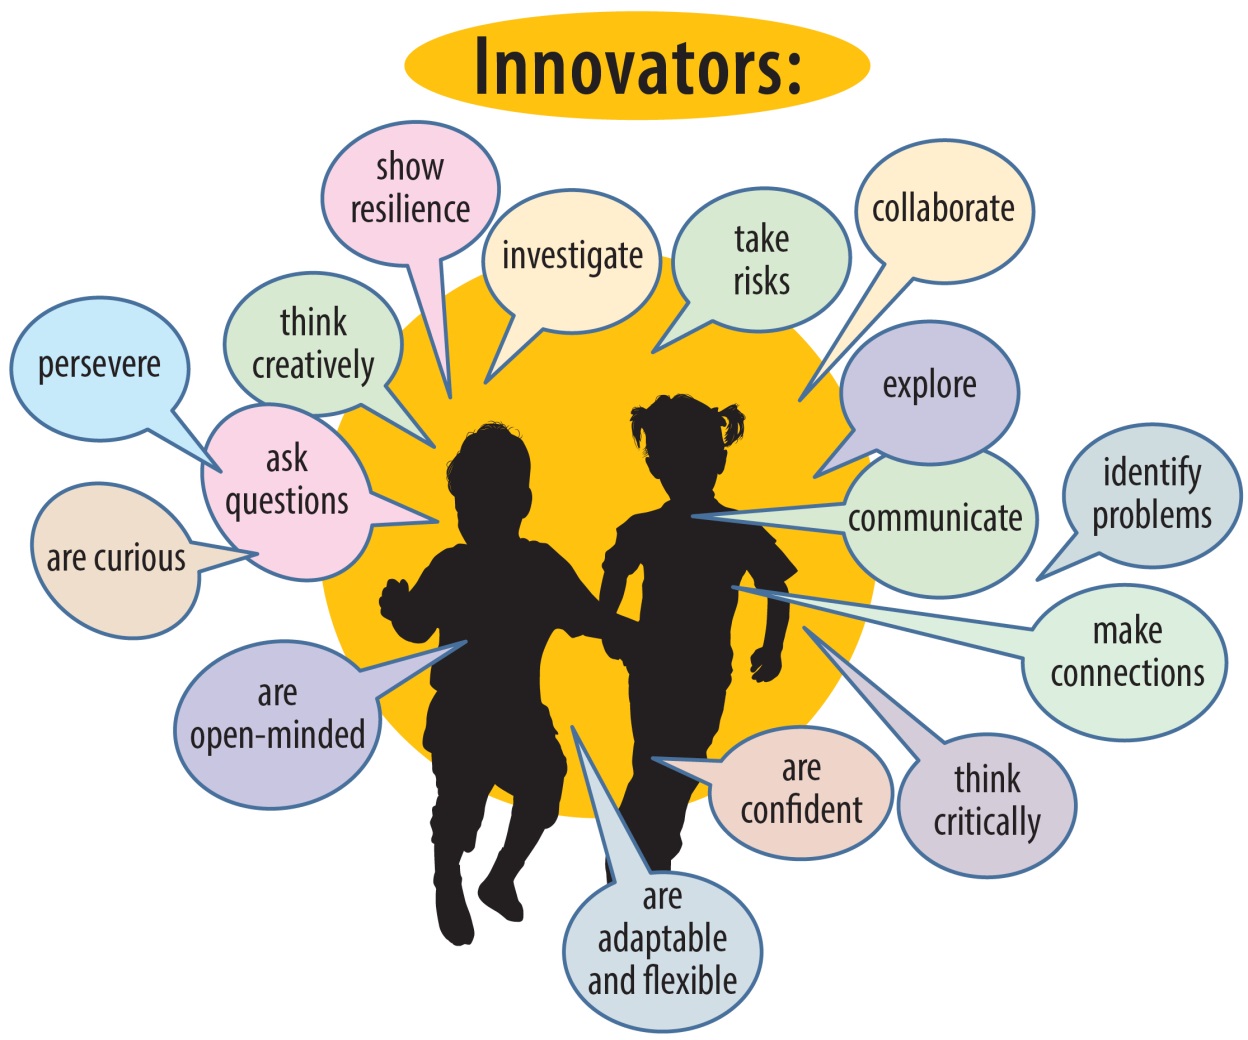 Innovators:
show
resilience
investigate
take
risks
collaborate
think
creatively
persevere
explore
ask
questions
identify
problems
communicate
are curious
make
connections
are
open-minded
are
confident
think
critically
are
adaptable
and flexible